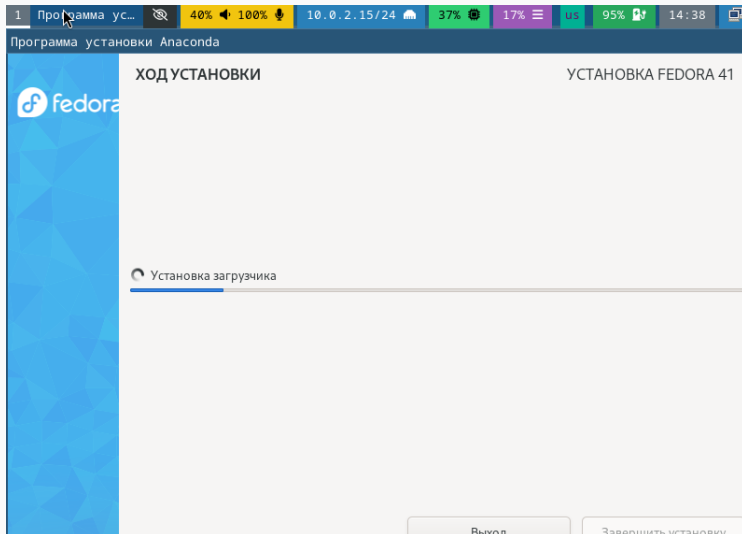 1 Программа ус… 40% 100% 10.0.2.15/24 37% 17% us 95% 14:38
Программа установки Anaconda
fedora
ХОД УСТАНОВКИ УСТАНОВКА FEDORA 41
Установка загрузчика
Выход Завершить установку